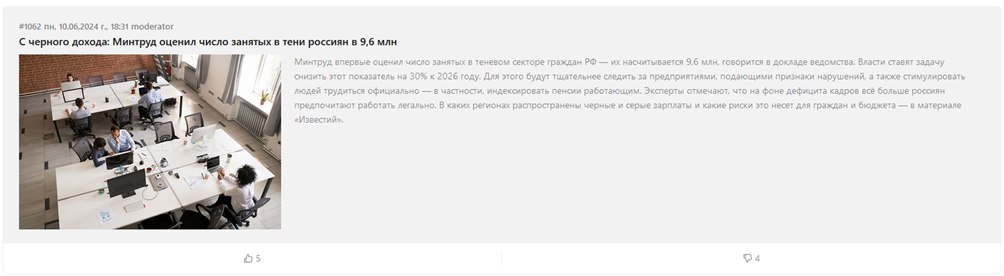 #1062 пн, 10.06.2024 г., 18:31 moderator
С черного дохода: Минтруд оценил число занятых в тени россиян в 9,6 млн
Минтруд впервые оценил число занятых в теневом секторе граждан РФ — их насчитывается 9,6 млн, говорится в докладе ведомства. Власти ставят задачу
снизить этот показатель на 30% к 2026 году. Для этого будут тщательнее следить за предприятиями, подающими признаки нарушений, а также стимулировать
людей трудиться официально — в частности, индексировать пенсии работающим. Эксперты отмечают, что на фоне дефицита кадров всё больше россиян
предпочитают работать легально. В каких регионах распространены черные и серые зарплаты и какие риски это несет для граждан и бюджета — в материале
«Известий».
5
4